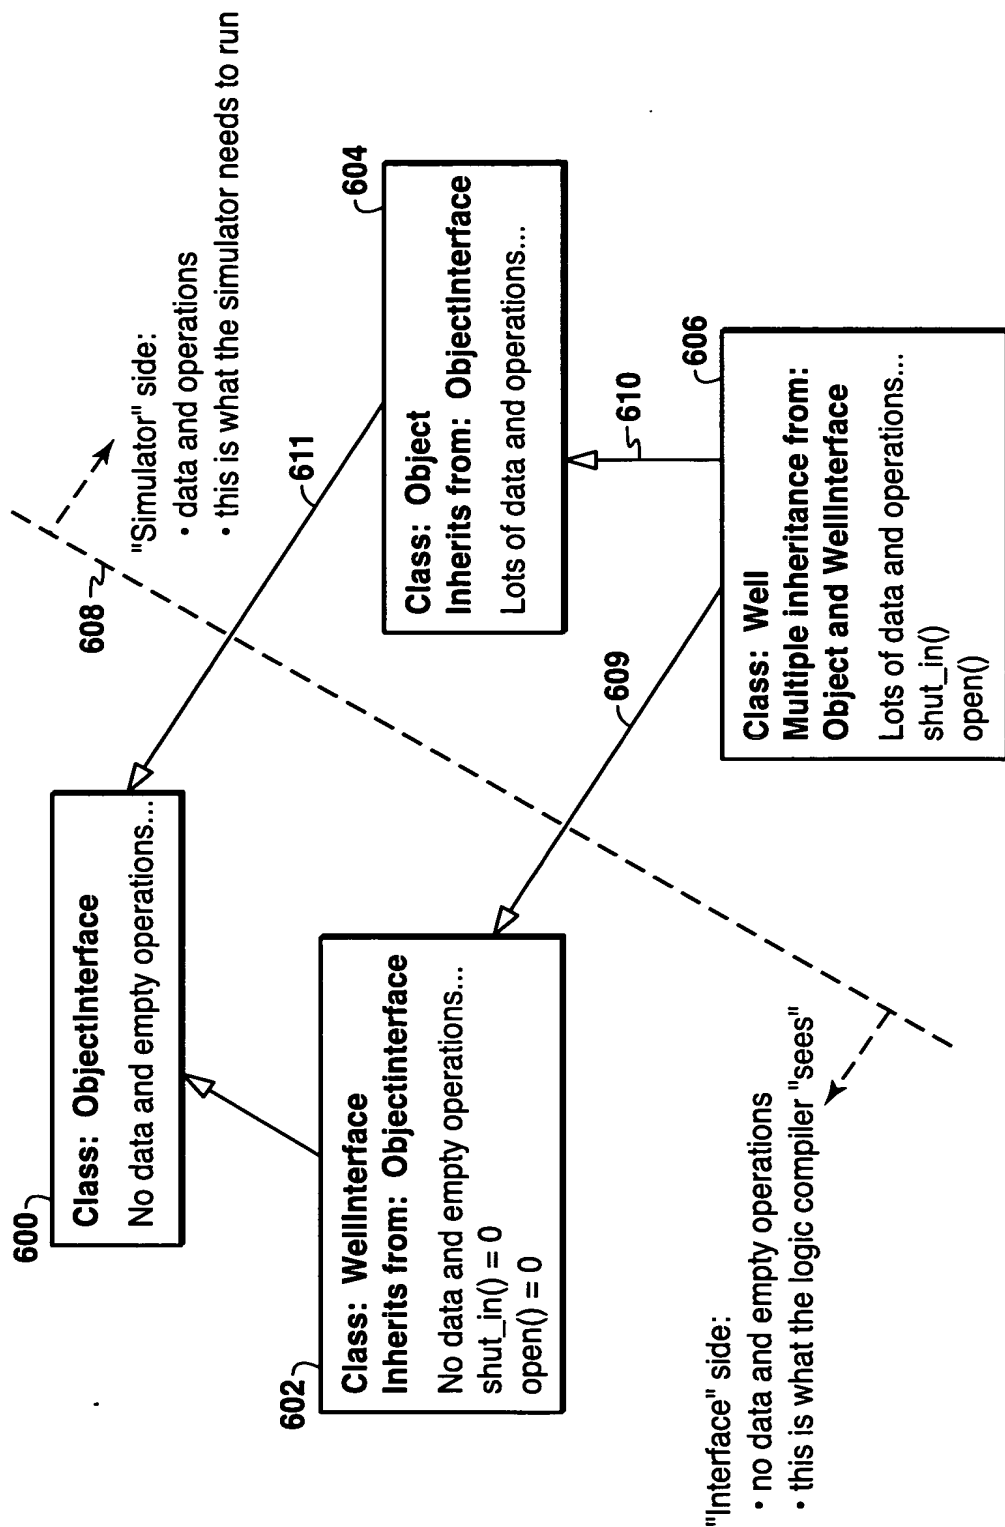 600
Class: ObjectInterface
No data and empty operations...
602
Class: WellInterface
Inherits from: Objectinterface
No data and empty operations...
shut_in() = 0
open() = 0
"Interface" side:
• no data and empty operations
• this is what the logic compiler "sees"
608
"Simulator" side:
• data and operations
• this is what the simulator needs to run
611
604
Class: Object
Inherits from: ObjectInterface
Lots of data and operations...
609
610
606
Class: Well
Multiple inheritance from:
Object and WellInterface
Lots of data and operations...
shut_in()
open()